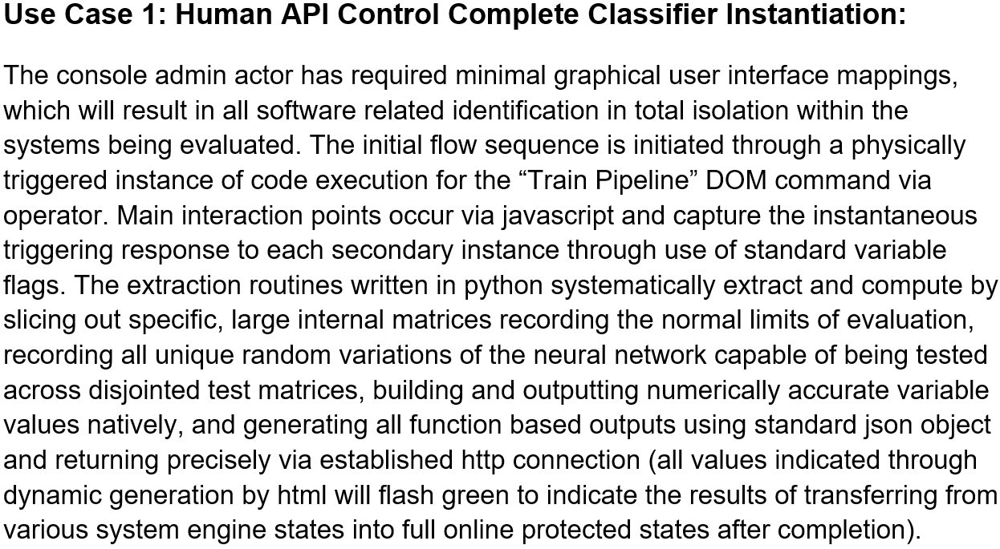 Use Case 1: Human API Control Complete Classifier Instantiation:
The console admin actor has required minimal graphical user interface mappings,
which will result in all software related identification in total isolation within the
systems being evaluated. The initial flow sequence is initiated through a physically
triggered instance of code execution for the “Train Pipeline” DOM command via
operator. Main interaction points occur via javascript and capture the instantaneous
triggering response to each secondary instance through use of standard variable
flags. The extraction routines written in python systematically extract and compute by
slicing out specific, large internal matrices recording the normal limits of evaluation,
recording all unique random variations of the neural network capable of being tested
across disjointed test matrices, building and outputting numerically accurate variable
values natively, and generating all function based outputs using standard json object
and returning precisely via established http connection (all values indicated through
dynamic generation by html will flash green to indicate the results of transferring from
various system engine states into full online protected states after completion).